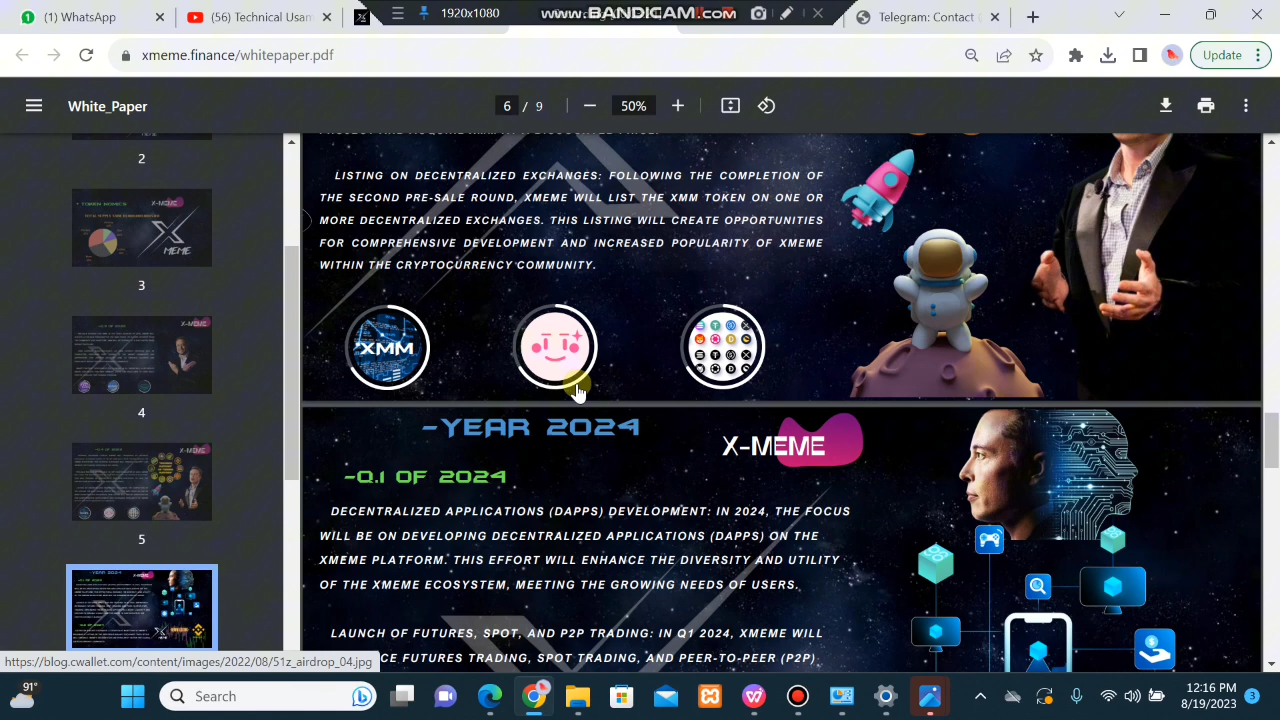 (1) WhatsApp
(56) Technical Usman
1920x1080
www.BANDICAM.com
Telegram: Contact
xmeme.finance/whitepaper.pdf
Update
White_Paper
6 / 9
50%
2
3
4
5
LISTING ON DECENTRALIZED EXCHANGES: FOLLOWING THE COMPLETION OF
THE SECOND PRE-SALE ROUND, XMEME WILL LIST THE XMM TOKEN ON ONE OR
MORE DECENTRALIZED EXCHANGES. THIS LISTING WILL CREATE OPPORTUNITIES
FOR COMPREHENSIVE DEVELOPMENT AND INCREASED POPULARITY OF XMEME
WITHIN THE CRYPTOCURRENCY COMMUNITY.
XMM
-YEAR 2024
X-MEME
-Q1 OF 2024
DECENTRALIZED APPLICATIONS (DAPPS) DEVELOPMENT: IN 2024, THE FOCUS
WILL BE ON DEVELOPING DECENTRALIZED APPLICATIONS (DAPPS) ON THE
XMEME PLATFORM. THIS EFFORT WILL ENHANCE THE DIVERSITY AND UTILITY
OF THE XMEME ECOSYSTEM, MEETING THE GROWING NEEDS OF USERS.
LAUNCH OF FUTURES, SPOT, AND P2P TRADING: IN Q1 2024, XMEME WILL
CE FUTURES TRADING, SPOT TRADING, AND PEER-TO-PEER (P2P)
https://blog.cwallet.com/content/images/2022/08/51z_airdrop_04.jpg
91°
Search
12:16 PM
8/19/2023
3